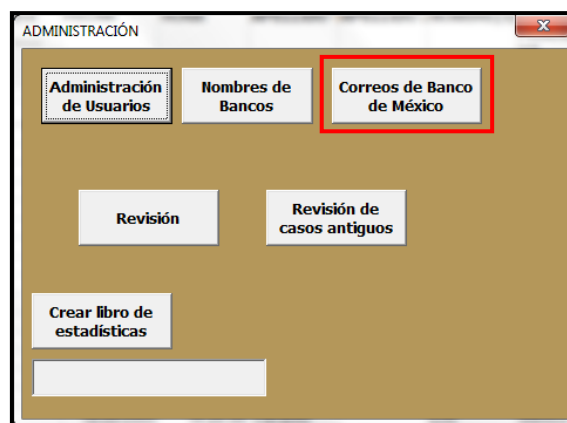 ADMINISTRACIÓN
Administración
de Usuarios
Nombres de
Bancos
Correos de Banco
de México
Revisión
Revisión de
casos antiguos
Crear libro de
estadísticas